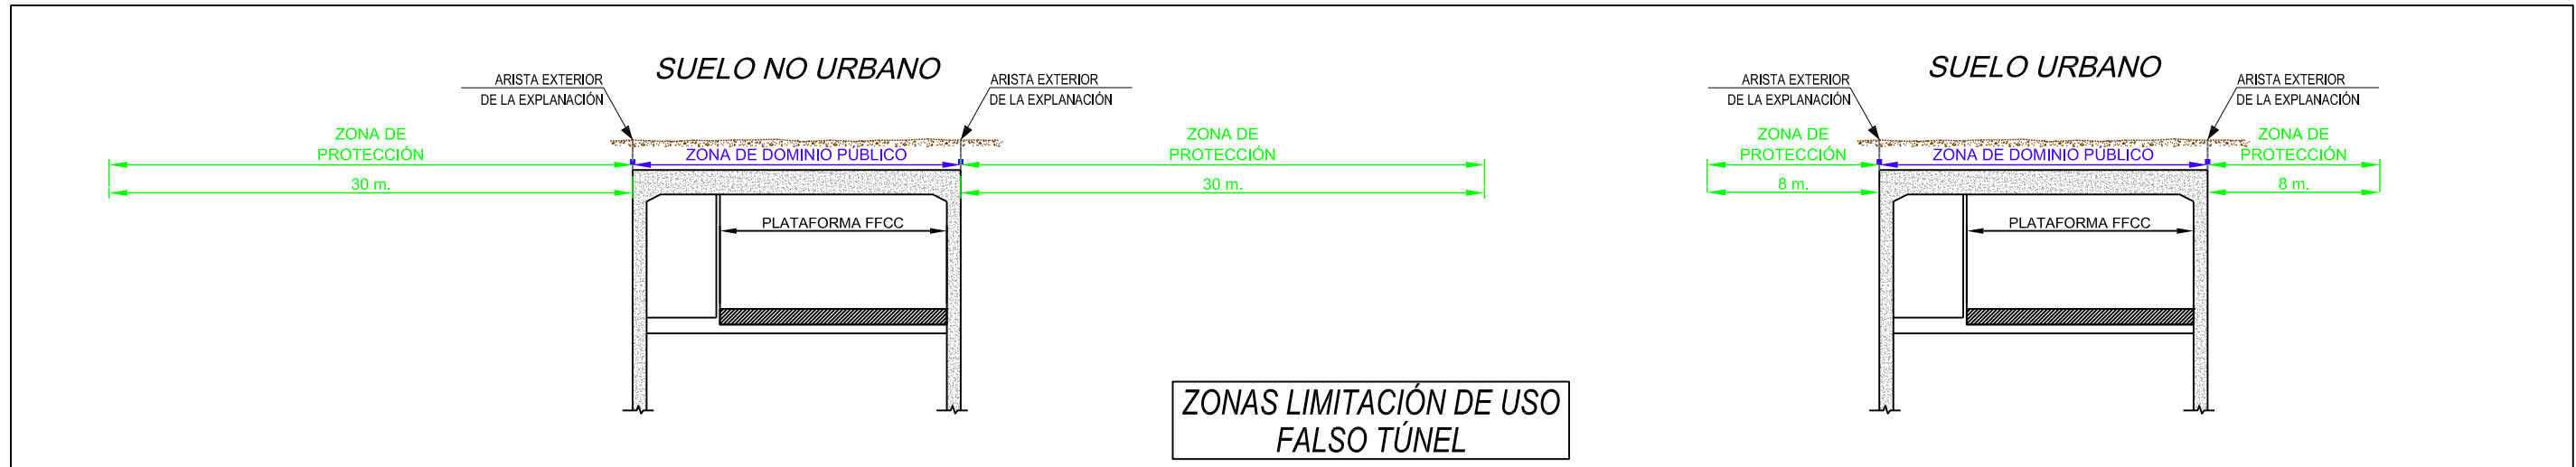 SUELO NO URBANO
ARISTA EXTERIOR
DE LA EXPLANACIÓN
ARISTA EXTERIOR
DE LA EXPLANACIÓN
ZONA DE
PROTECCIÓN
30 m.
ZONA DE DOMINIO PÚBLICO
ZONA DE
PROTECCIÓN
30 m.
PLATAFORMA FFCC
SUELO URBANO
ARISTA EXTERIOR
DE LA EXPLANACIÓN
ARISTA EXTERIOR
DE LA EXPLANACIÓN
ZONA DE
PROTECCIÓN
8 m.
ZONA DE DOMINIO PÚBLICO
ZONA DE
PROTECCIÓN
8 m.
PLATAFORMA FFCC
ZONAS LIMITACIÓN DE USO
FALSO TÚNEL